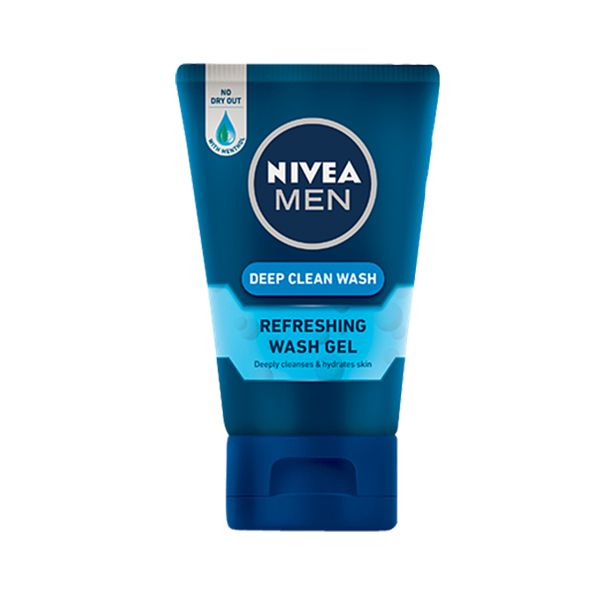 NO
DRY OUT
WITH MENTHOL
NIVEA
MEN
DEEP CLEAN WASH
REFRESHING
WASH GEL
Deeply cleanses & hydrates skin